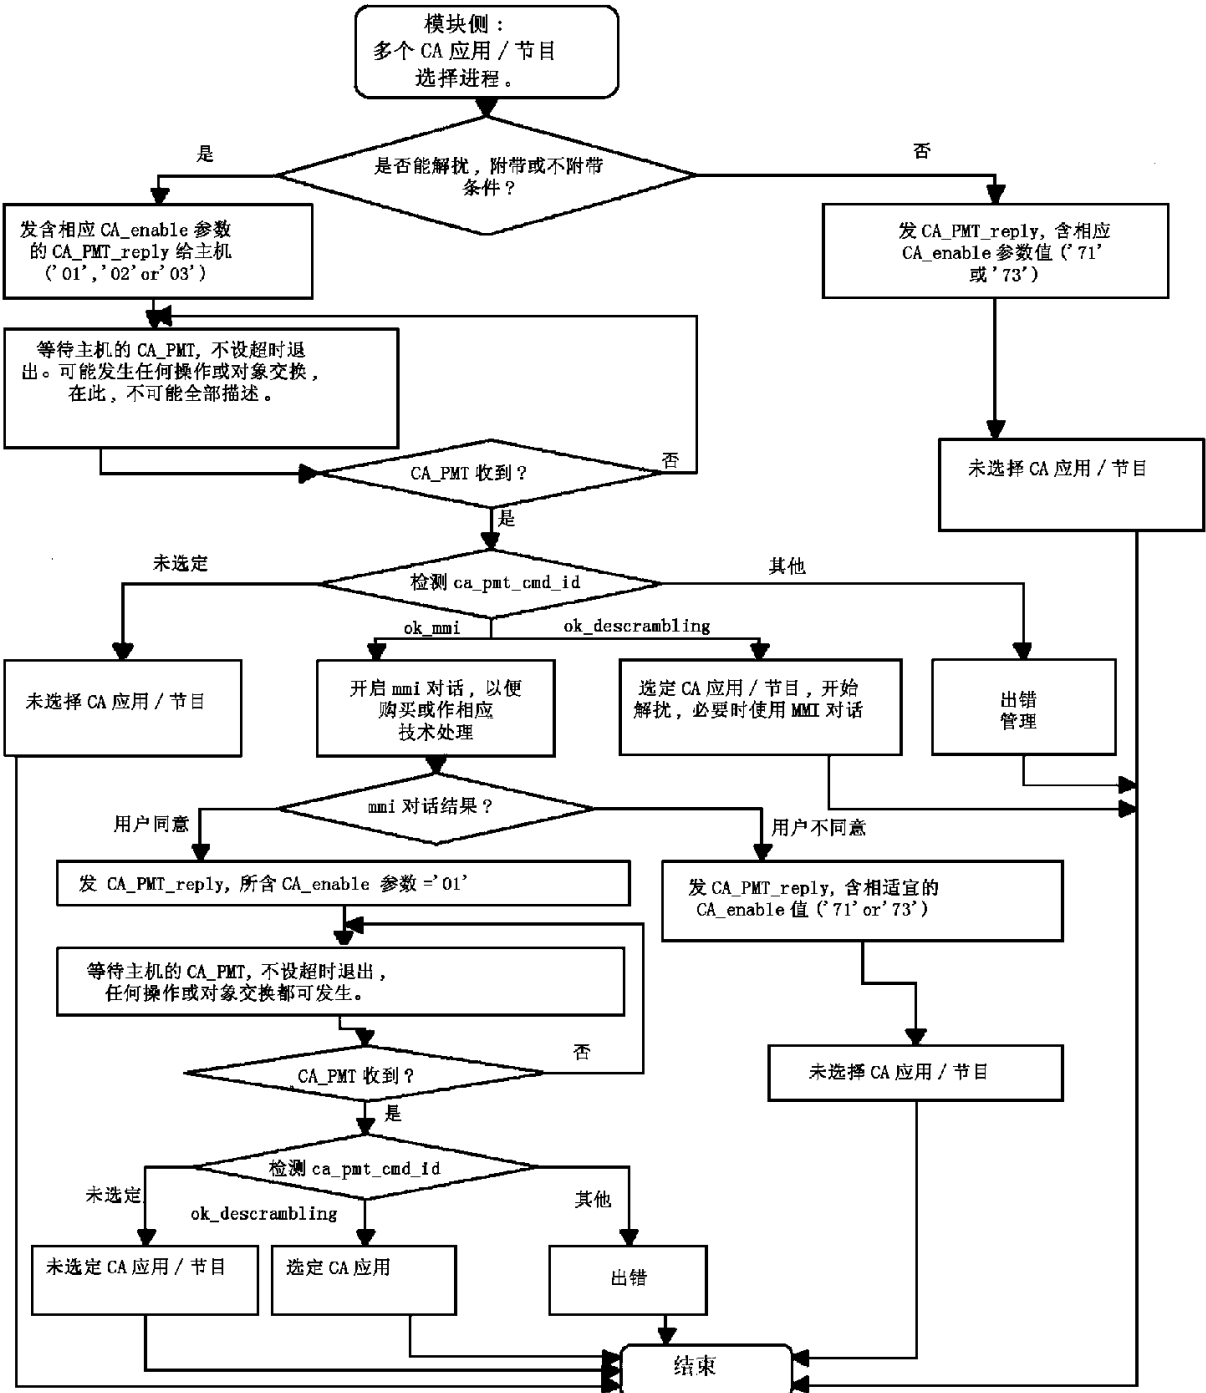 模块侧：
多个 CA 应用／节目
选择进程。
是
否
是否能解扰，附带或不附带
条件？
发含相应 CA_enable 参数
的 CA_PMT_reply 给主机
('01','02'or'03')
发 CA_PMT_reply, 含相应
CA_enable 参数值 ('71'
或'73')
等待主机的 CA_PMT, 不设超时退
出。可能发生任何操作或对象交换，
在此，不可能全部描述。
CA_PMT 收到？
否
未选择 CA 应用／节目
是
未选定
检测 ca_pmt_cmd_id
其他
ok_mmi
ok_descrambling
未选择 CA 应用／节目
开启 mmi 对话，以便
购买或作相应
技术处理
选定 CA 应用／节目，开始
解扰，必要时使用 MMI 对话
出错
管理
mmi 对话结果？
用户同意
用户不同意
发 CA_PMT_reply, 所含 CA_enable 参数 ='01'
发 CA_PMT_reply, 含相适宜的
CA_enable 值 ('71'or'73')
等待主机的 CA_PMT, 不设超时退出，
任何操作或对象交换都可发生。
否
CA_PMT 收到？
未选择 CA 应用／节目
是
检测 ca_pmt_cmd_id
未选定
ok_descrambling
其他
未选定 CA 应用／节目
选定 CA 应用
出错
结束